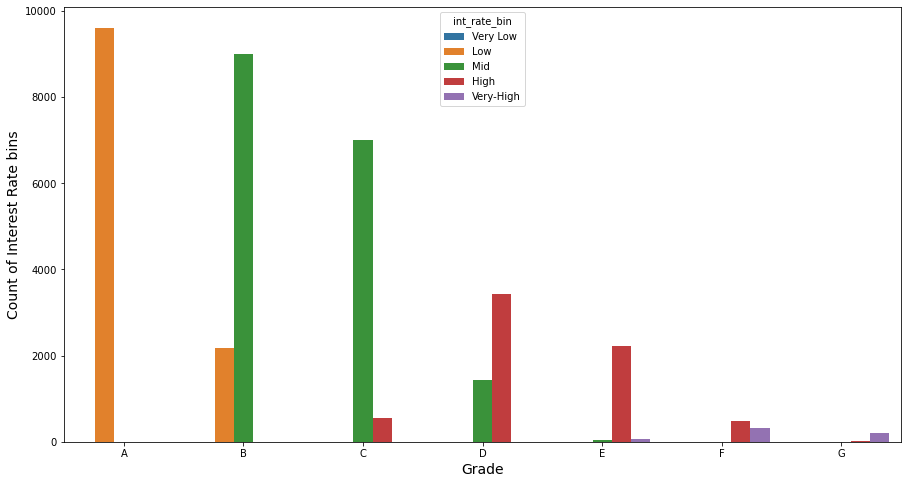 int_rate_bin
Very Low
Low
Mid
High
Very-High
Count of Interest Rate bins
10000
8000
6000
4000
2000
0
A B C D E F G
Grade